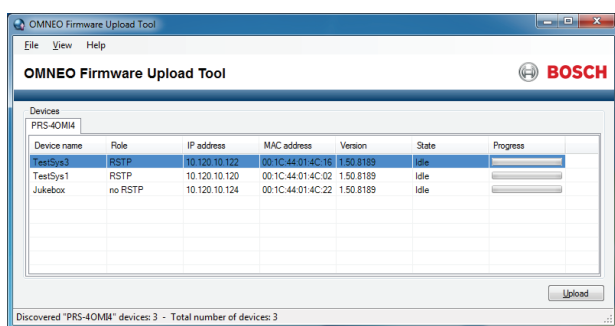 OMNEO Firmware Upload Tool
File View Help
OMNEO Firmware Upload Tool
BOSCH
Devices
PRS-4OMI4
Device name Role IP address MAC address Version State Progress
TestSys3 RSTP 10.120.10.122 00:1C:44:01:4C:16 1.50.8189 Idle
TestSys1 RSTP 10.120.10.120 00:1C:44:01:4C:02 1.50.8189 Idle
Jukebox no RSTP 10.120.10.124 00:1C:44:01:4C:22 1.50.8189 Idle
Upload
Discovered "PRS-4OMI4" devices: 3 - Total number of devices: 3